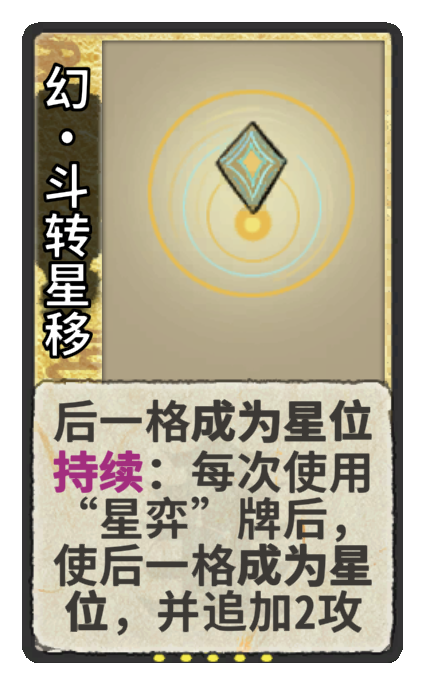 幻·斗转星移
后一格成为星位
持续：每次使用
“星弈”牌后，
使后一格成为星
位，并追加2攻